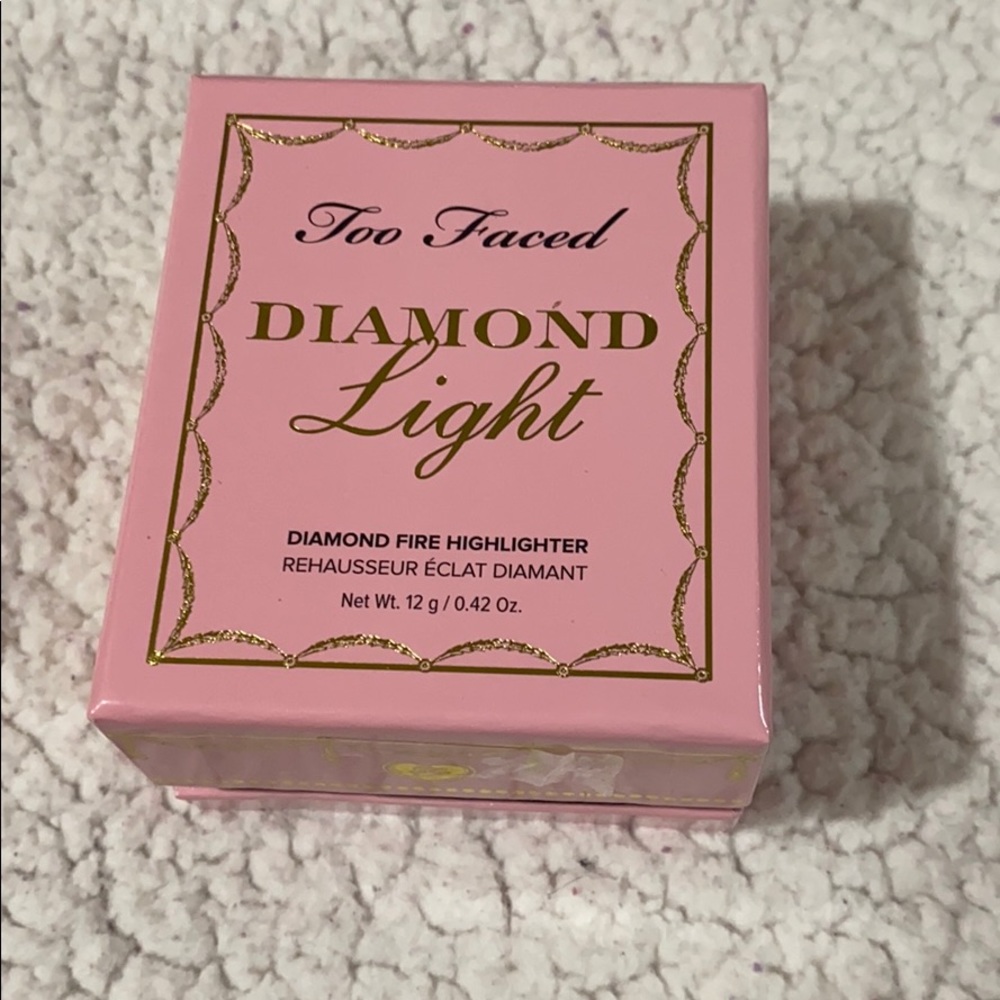 Too Faced
DIAMOND
Light
DIAMOND FIRE HIGHLIGHTER
REHAUSSEUR ÉCLAT DIAMANT
Net Wt. 12 g / 0.42 Oz.